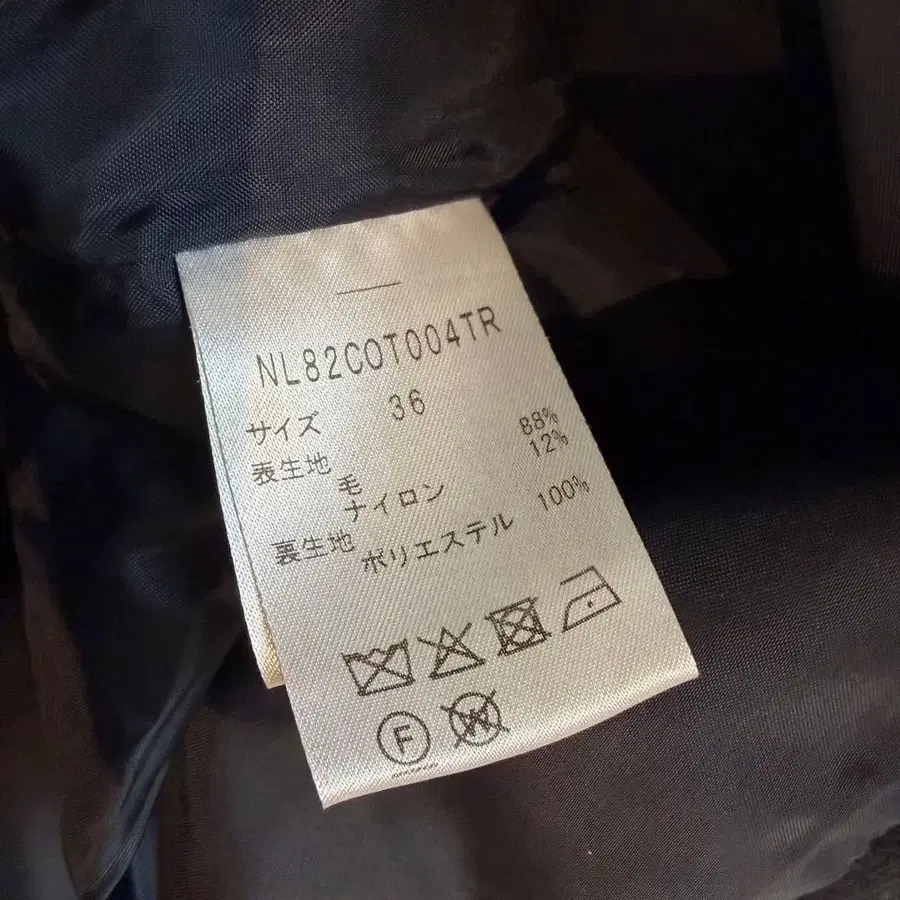 NL82COT004TR
サイズ 36
表生地
毛 88%
ナイロン 12%
裏生地
ポリエステル 100%
F
W